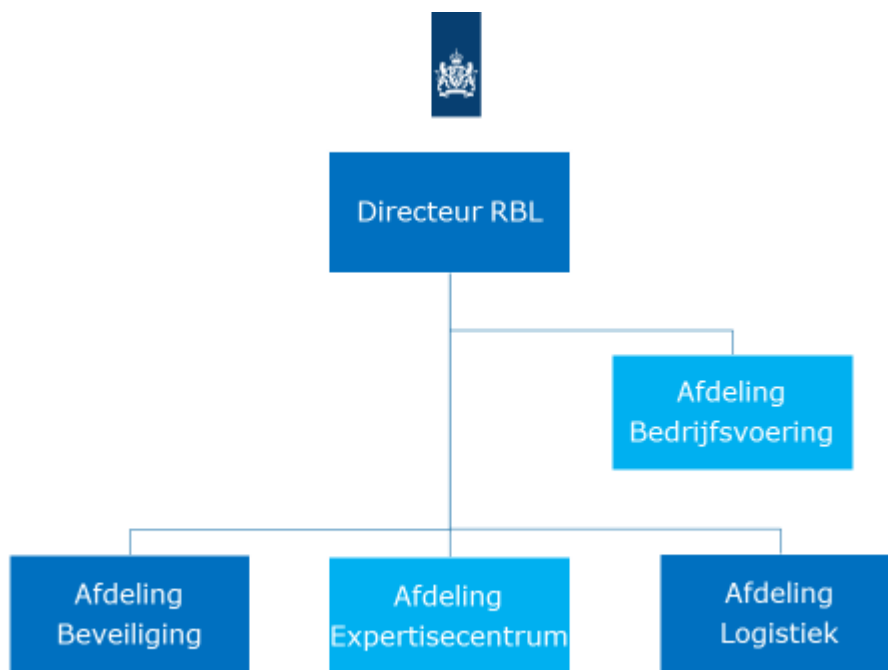 Directeur RBL
Afdeling
Bedrijfsvoering
Afdeling
Beveiliging
Afdeling
Expertisecentrum
Afdeling
Logistiek